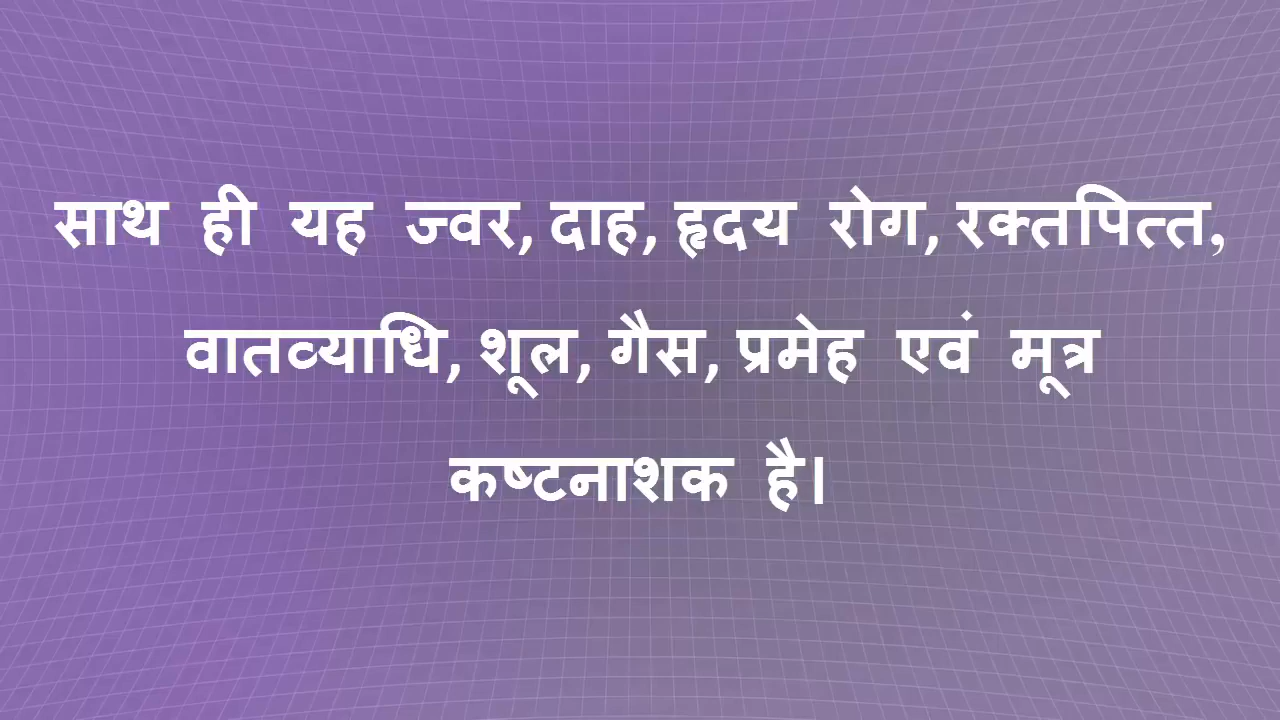 साथ ही यह ज्वर, दाह, हृदय रोग, रक्तपित्त,
वातव्याधि, शूल, गैस, प्रमेह एवं मूत्र
कष्टनाशक है।